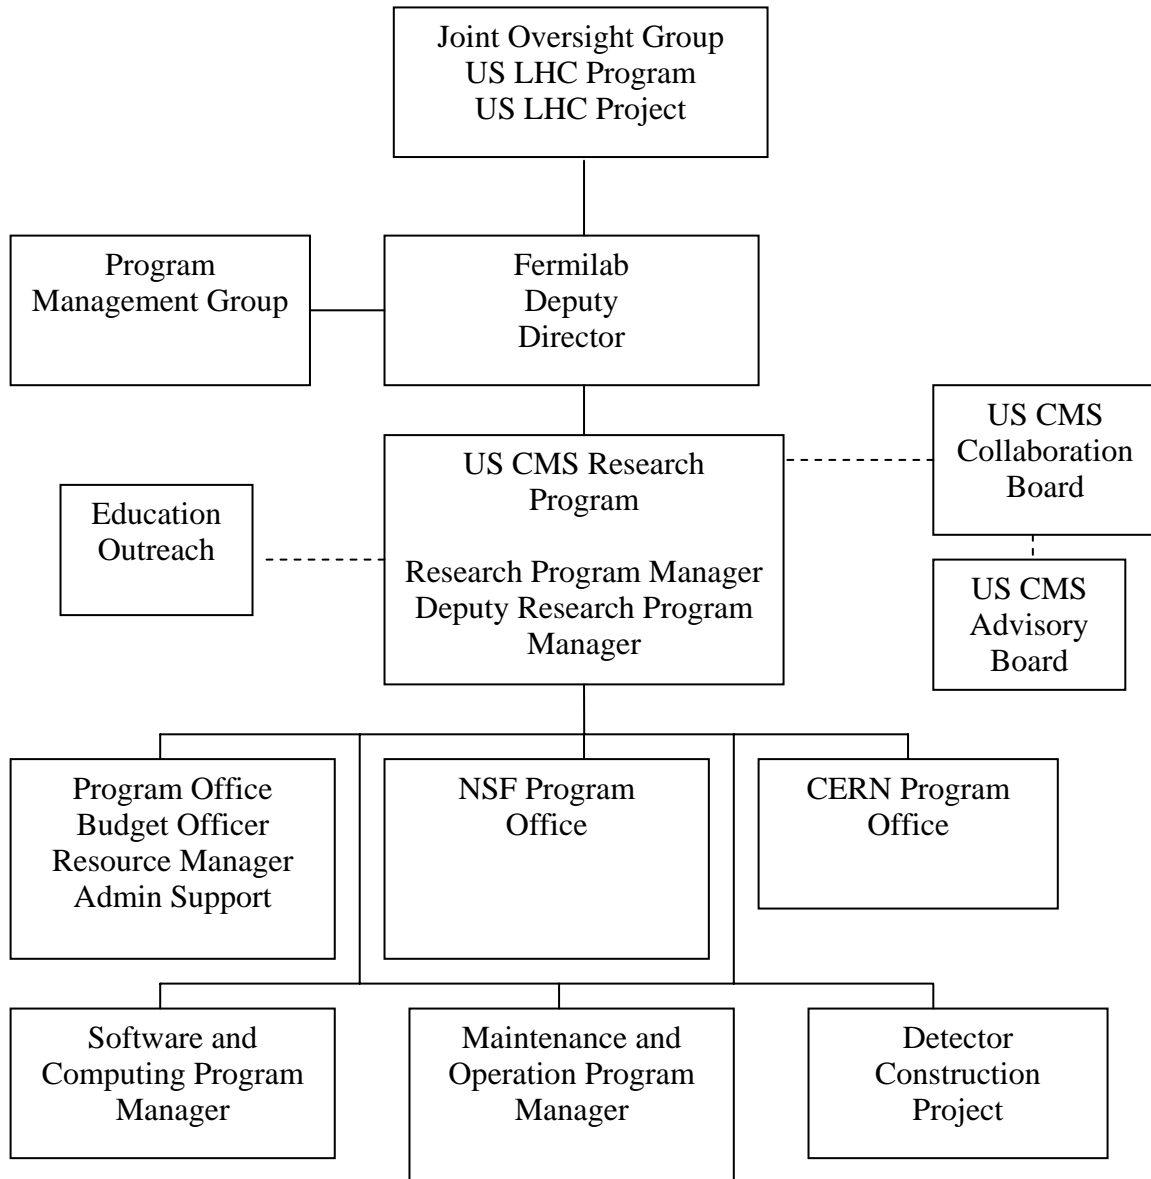 Joint Oversight Group
US LHC Program
US LHC Project
Program
Management Group
Fermilab
Deputy
Director
US CMS
Collaboration
Board
US CMS Research
Program
Education
Outreach
Research Program Manager
Deputy Research Program
Manager
US CMS
Advisory
Board
Program Office
Budget Officer
Resource Manager
Admin Support
NSF Program
Office
CERN Program
Office
Software and
Computing Program
Manager
Maintenance and
Operation Program
Manager
Detector
Construction
Project